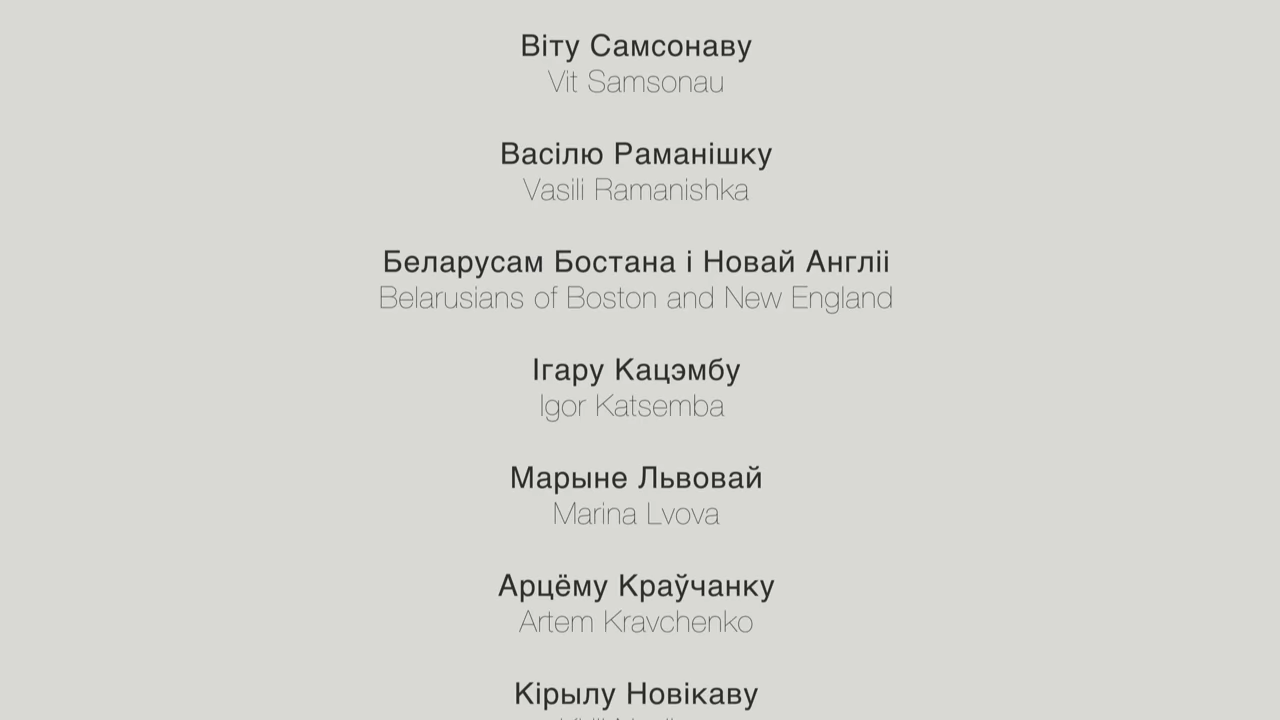 Віту Самсонаву
Vit Samsonau
Васілю Раманішку
Vasili Ramanishka
Беларусам Бостана і Новай Англіі
Belarusians of Boston and New England
Ігару Кацэмбу
Igor Katsemba
Марыне Львовай
Marina Lvova
Арцёму Краўчанку
Artem Kravchenko
Кірылу Новікаву